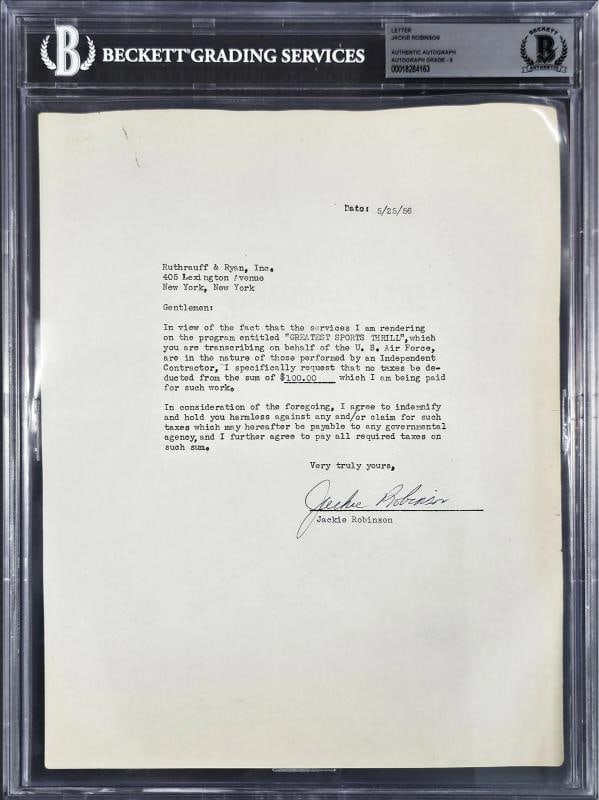 B BECKETT® GRADING SERVICES
LETTER
JACKIE ROBINSON
AUTHENTIC AUTOGRAPH
AUTOGRAPH GRADE - 9
00018284163
BECKETT
B
AUTHENTIC
Date: 5/25/56
Ruthrauff & Ryan, Inc.
405 Lexington Avenue
New York, New York
Gentlemen:
In view of the fact that the services I am rendering
on the program entitled "GREATEST SPORTS THRILL", which
you are transcribing on behalf of the U. S. Air Force,
are in the nature of those performed by an Independent
Contractor, I specifically request that no taxes be de-
ducted from the sum of $100.00 which I am being paid
for such work.
In consideration of the foregoing, I agree to indemnify
and hold you harmless against any and/or claim for such
taxes which may hereafter be payable to any governmental
agency, and I further agree to pay all required taxes on
such sum.
Very truly yours,
Jackie Robinson
Jackie Robinson